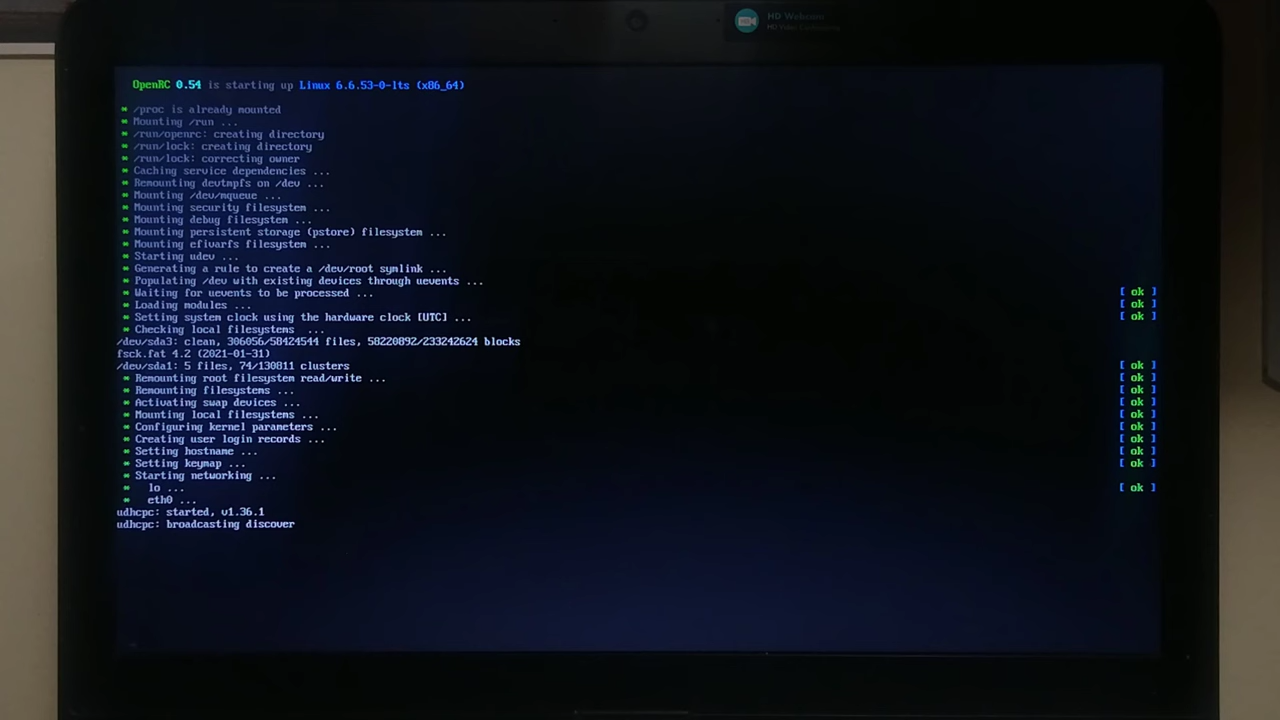 HD Webcam
HD Video Conferencing
OpenRC 0.54 is starting up Linux 6.6.53-0-lts (x86_64)
* /proc is already mounted
* Mounting /run ...
* /run/openrc: creating directory
* /run/lock: creating directory
* /run/lock: correcting owner
* Caching service dependencies ...
* Remounting devtmpfs on /dev ...
* Mounting /dev/mqueue ...
* Mounting security filesystem ...
* Mounting debug filesystem ...
* Mounting persistent storage (pstore) filesystem ...
* Mounting efivarfs filesystem ...
* Starting udev ...
* Generating a rule to create a /dev/root symlink ...
* Populating /dev with existing devices through uevents ...
* Waiting for uevents to be processed ... [ ok ]
* Loading modules ... [ ok ]
* Setting system clock using the hardware clock [UTC] ... [ ok ]
* Checking local filesystems ...
/dev/sda3: clean, 306056/58424544 files, 58220892/233242624 blocks
fsck.fat 4.2 (2021-01-31)
/dev/sda1: 5 files, 74/130811 clusters [ ok ]
* Remounting root filesystem read/write ... [ ok ]
* Remounting filesystems ... [ ok ]
* Activating swap devices ... [ ok ]
* Mounting local filesystems ... [ ok ]
* Configuring kernel parameters ... [ ok ]
* Creating user login records ... [ ok ]
* Setting hostname ... [ ok ]
* Setting keymap ... [ ok ]
* Starting networking ...
* lo ... [ ok ]
* eth0 ...
udhcpc: started, v1.36.1
udhcpc: broadcasting discover